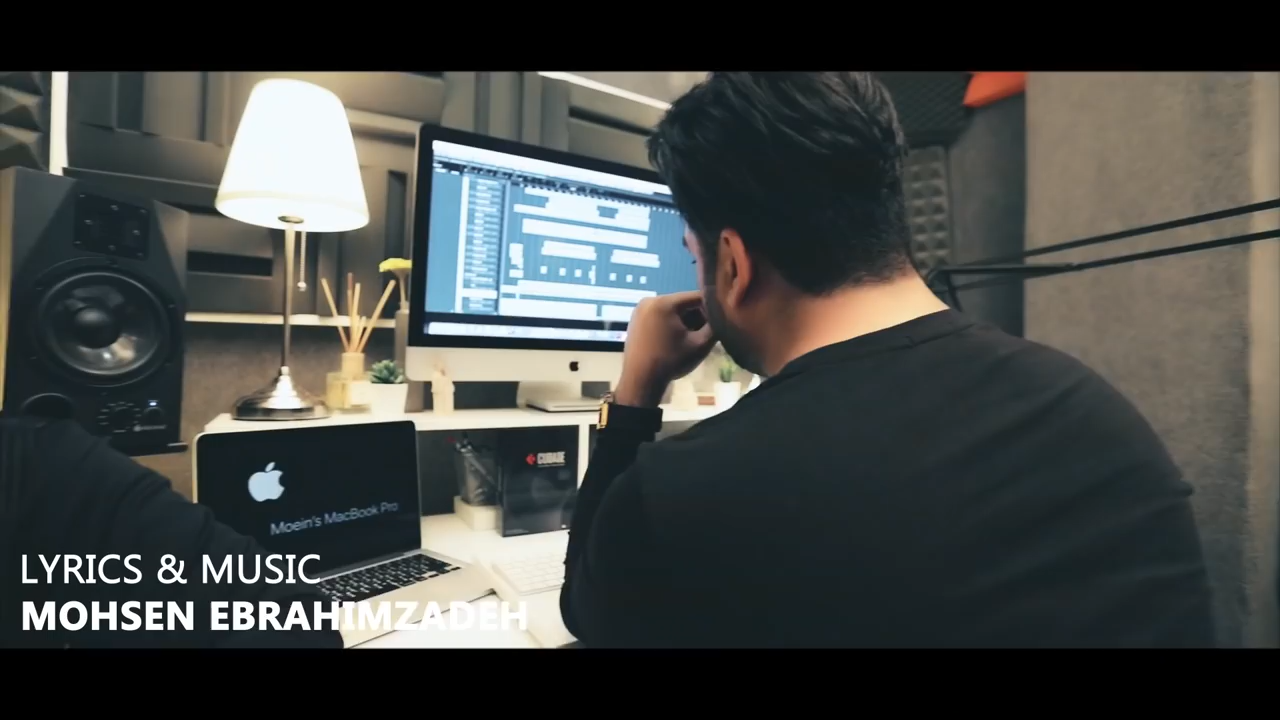 CUBASE
Moein's MacBook Pro
LYRICS & MUSIC
MOHSEN EBRAHIMZADEH